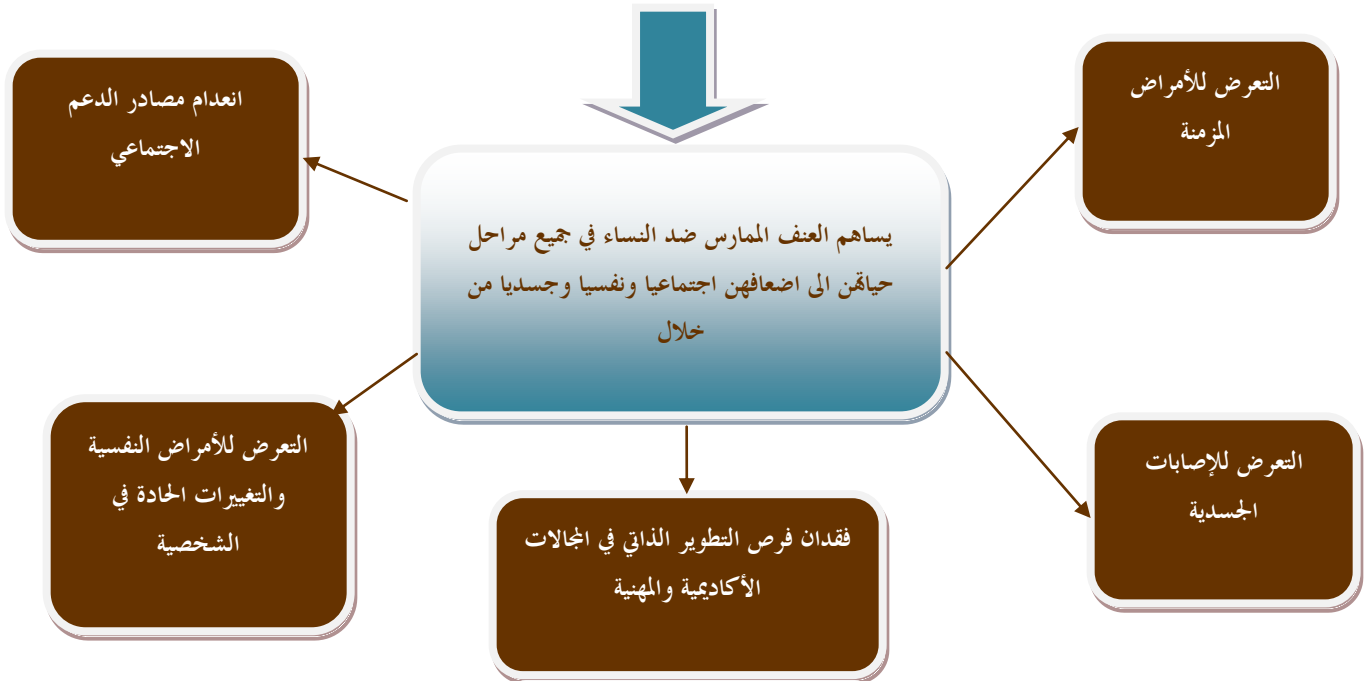 التعرض للأمراض
المزمنة
انعدام مصادر الدعم
الاجتماعي
يساهم العنف الممارس ضد النساء في جميع مراحل
حياتهن الى اضعافهن اجتماعيا ونفسيا وجسديا من
خلال
التعرض للإصابات
الجسدية
التعرض للأمراض النفسية
والتغييرات الحادة في
الشخصية
فقدان فرص التطوير الذاتي في المجالات
الأكاديمية والمهنية